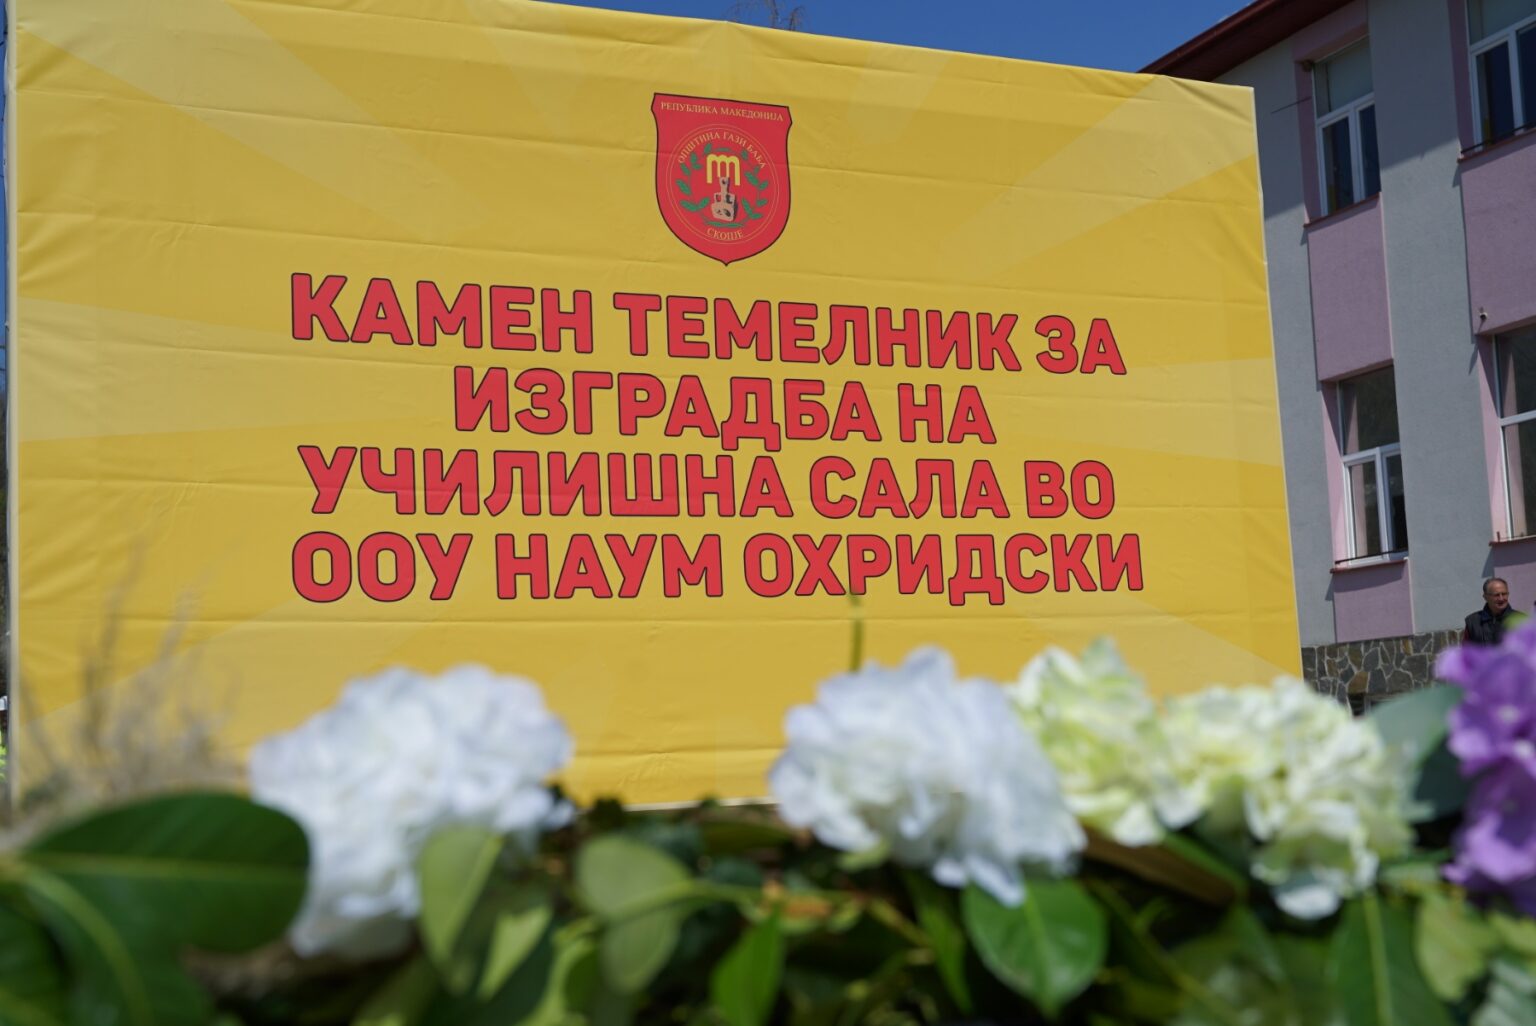 РЕПУБЛИКА МАКЕДОНИЈА
ОПШТИНА ГАЗИ БАБА
СКОПЈЕ
КАМЕН ТЕМЕЛНИК ЗА
ИЗГРАДБА НА
УЧИЛИШНА САЛА ВО
ООУ НАУМ ОХРИДСКИ